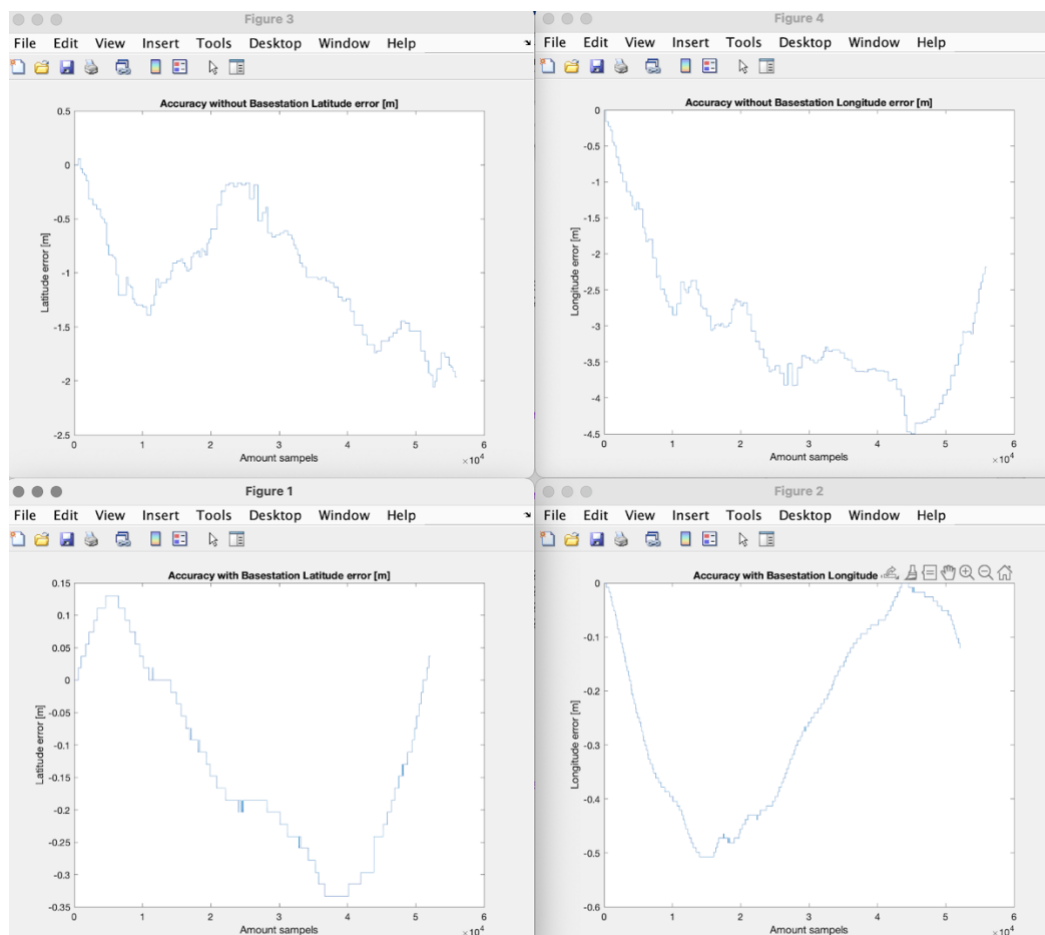 Figure 3
File Edit View Insert Tools Desktop Window Help
Accuracy without Basestation Latitude error [m]
Latitude error [m]
0.5
0
-0.5
-1
-1.5
-2
-2.5
0 1 2 3 4 5 6
Amount sampels
×10^4
Figure 4
File Edit View Insert Tools Desktop Window Help
Accuracy without Basestation Longitude error [m]
Longitude error [m]
0
-0.5
-1
-1.5
-2
-2.5
-3
-3.5
-4
-4.5
0 1 2 3 4 5 6
Amount sampels
×10^4
Figure 1
File Edit View Insert Tools Desktop Window Help
Accuracy with Basestation Latitude error [m]
Latitude error [m]
0.15
0.1
0.05
0
-0.05
-0.1
-0.15
-0.2
-0.25
-0.3
-0.35
0 1 2 3 4 5 6
Amount sampels
×10^4
Figure 2
File Edit View Insert Tools Desktop Window Help
Accuracy with Basestation Longitude
Longitude error [m]
0
-0.1
-0.2
-0.3
-0.4
-0.5
-0.6
0 1 2 3 4 5 6
Amount sampels
×10^4